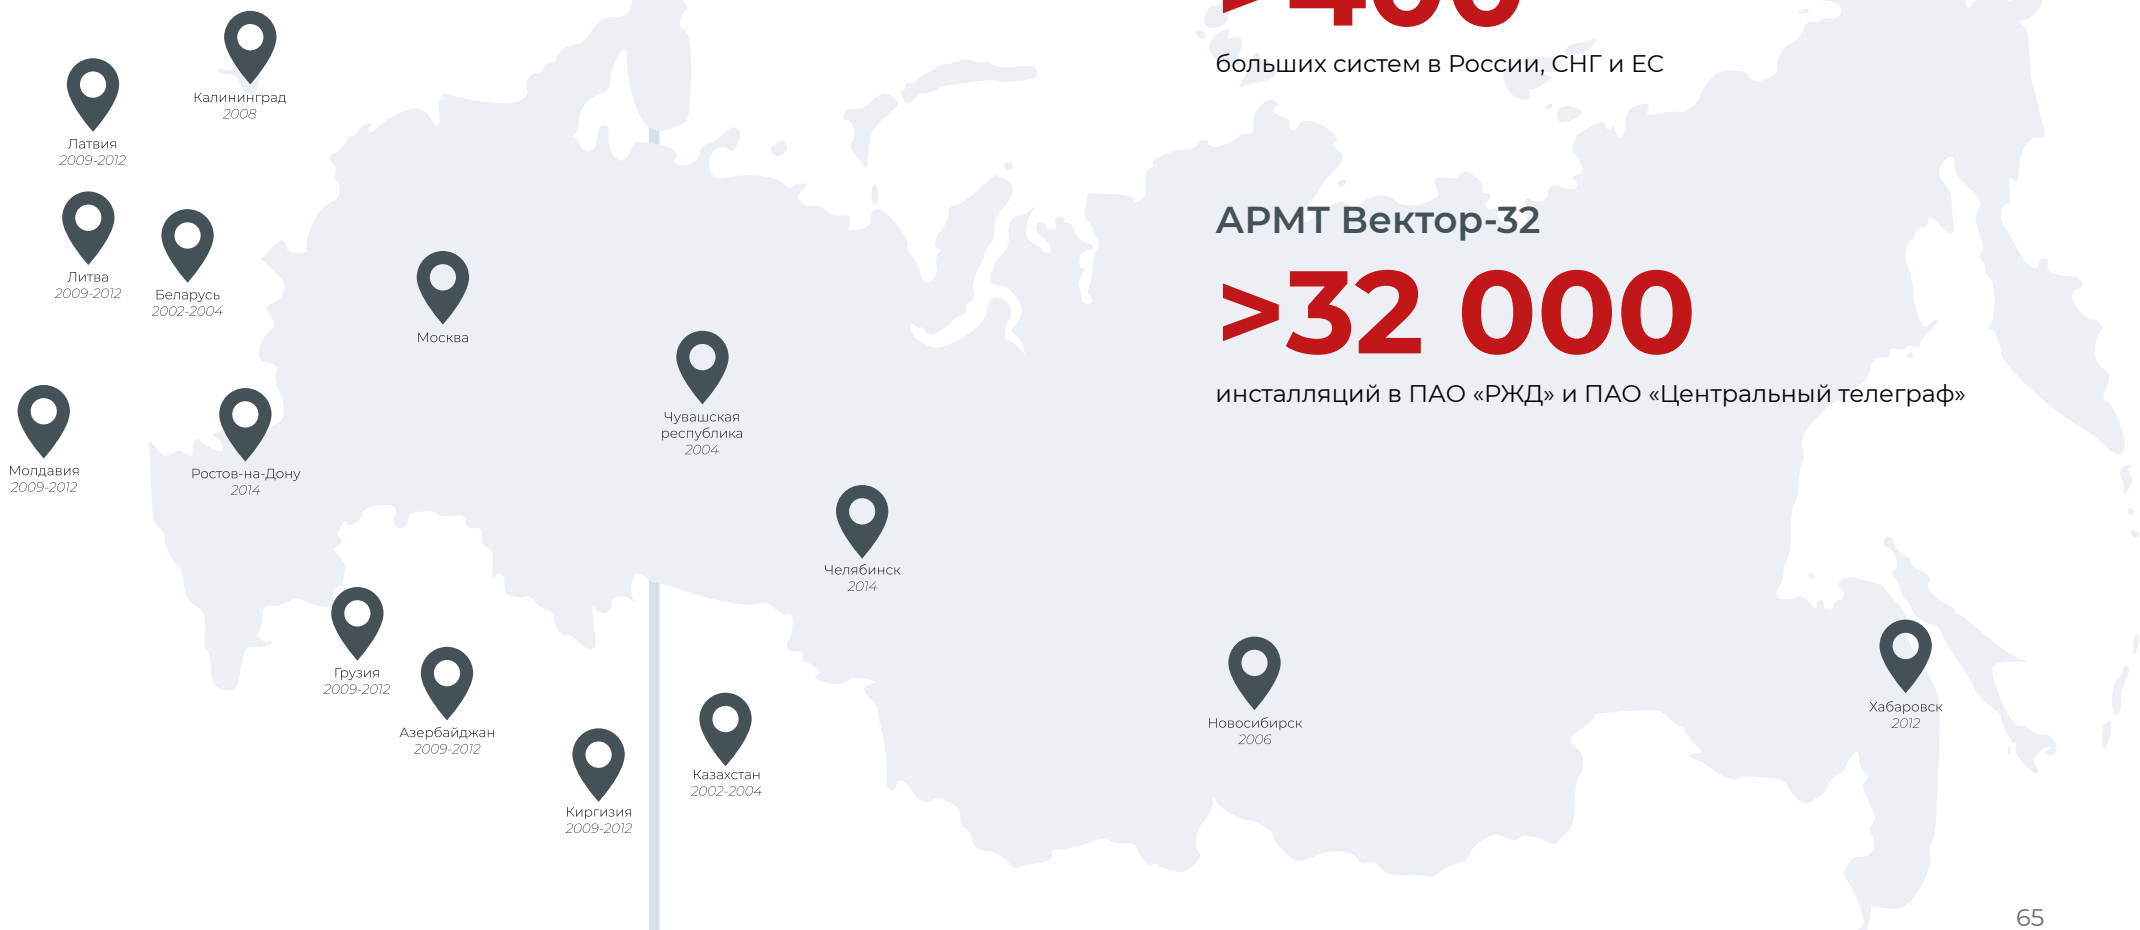 >400
больших систем в России, СНГ и ЕС
АРМТ Вектор-32
>32 000
инсталляций в ПАО «РЖД» и ПАО «Центральный телеграф»
Калининград
2008
Латвия
2009-2012
Литва
2009-2012
Беларусь
2002-2004
Москва
Чувашская
республика
2004
Молдавия
2009-2012
Ростов-на-Дону
2014
Челябинск
2014
Грузия
2009-2012
Азербайджан
2009-2012
Киргизия
2009-2012
Казахстан
2002-2004
Новосибирск
2006
Хабаровск
2012
65